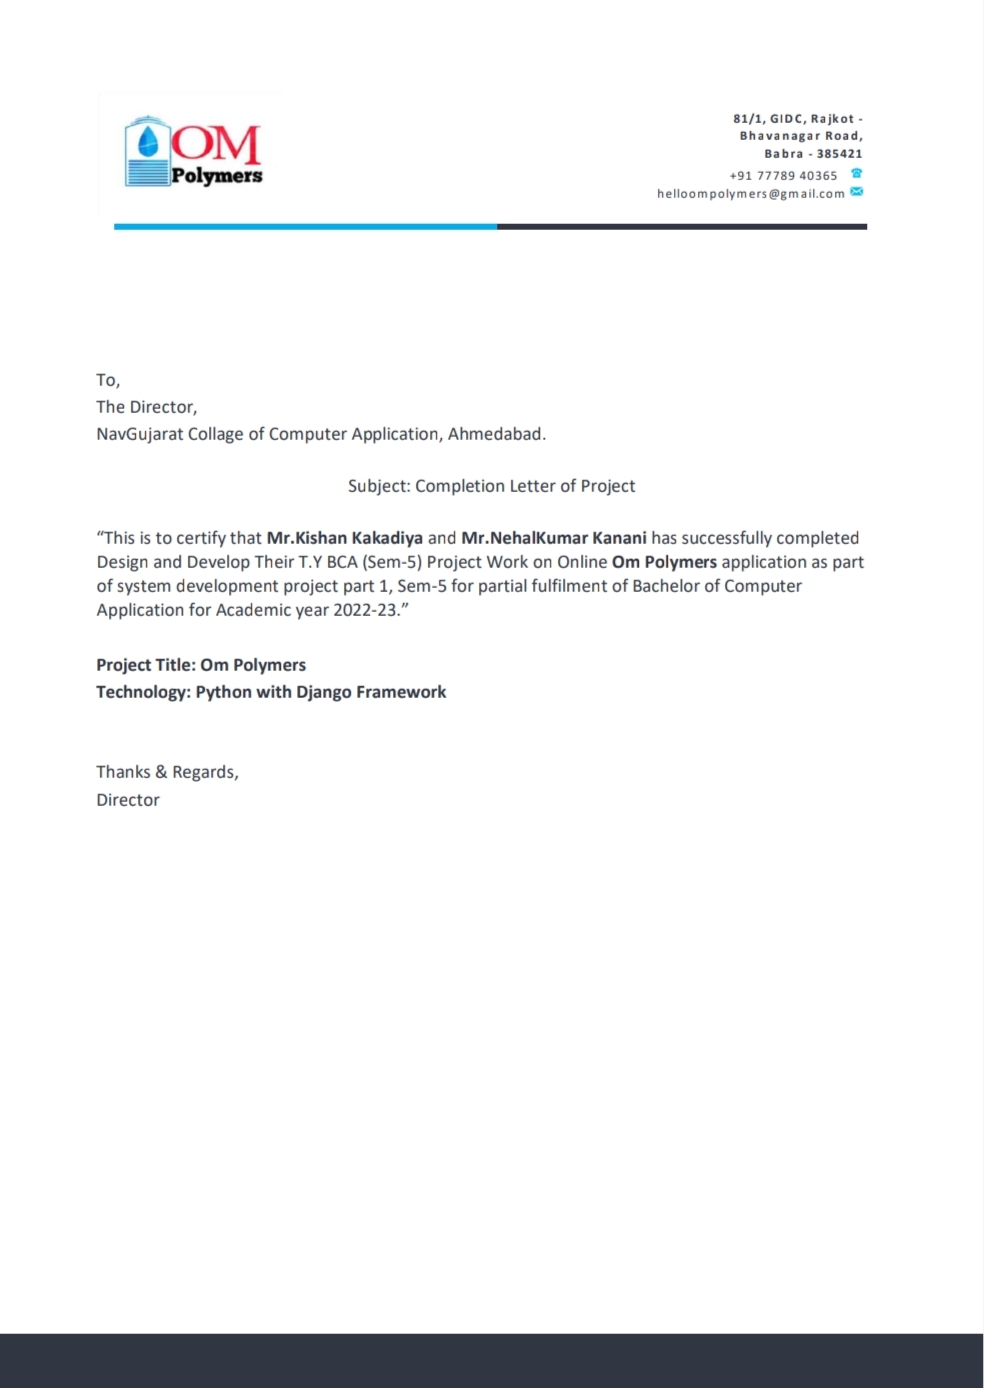 OM
Polymers
81/1, GIDC, Rajkot -
Bhavanagar Road,
Babra - 385421
+91 77789 40365
helloompolymers@gmail.com
To,
The Director,
NavGujarat Collage of Computer Application, Ahmedabad.
Subject: Completion Letter of Project
“This is to certify that Mr.Kishan Kakadiya and Mr.NehalKumar Kanani has successfully completed
Design and Develop Their T.Y BCA (Sem-5) Project Work on Online Om Polymers application as part
of system development project part 1, Sem-5 for partial fulfilment of Bachelor of Computer
Application for Academic year 2022-23.”
Project Title: Om Polymers
Technology: Python with Django Framework
Thanks & Regards,
Director